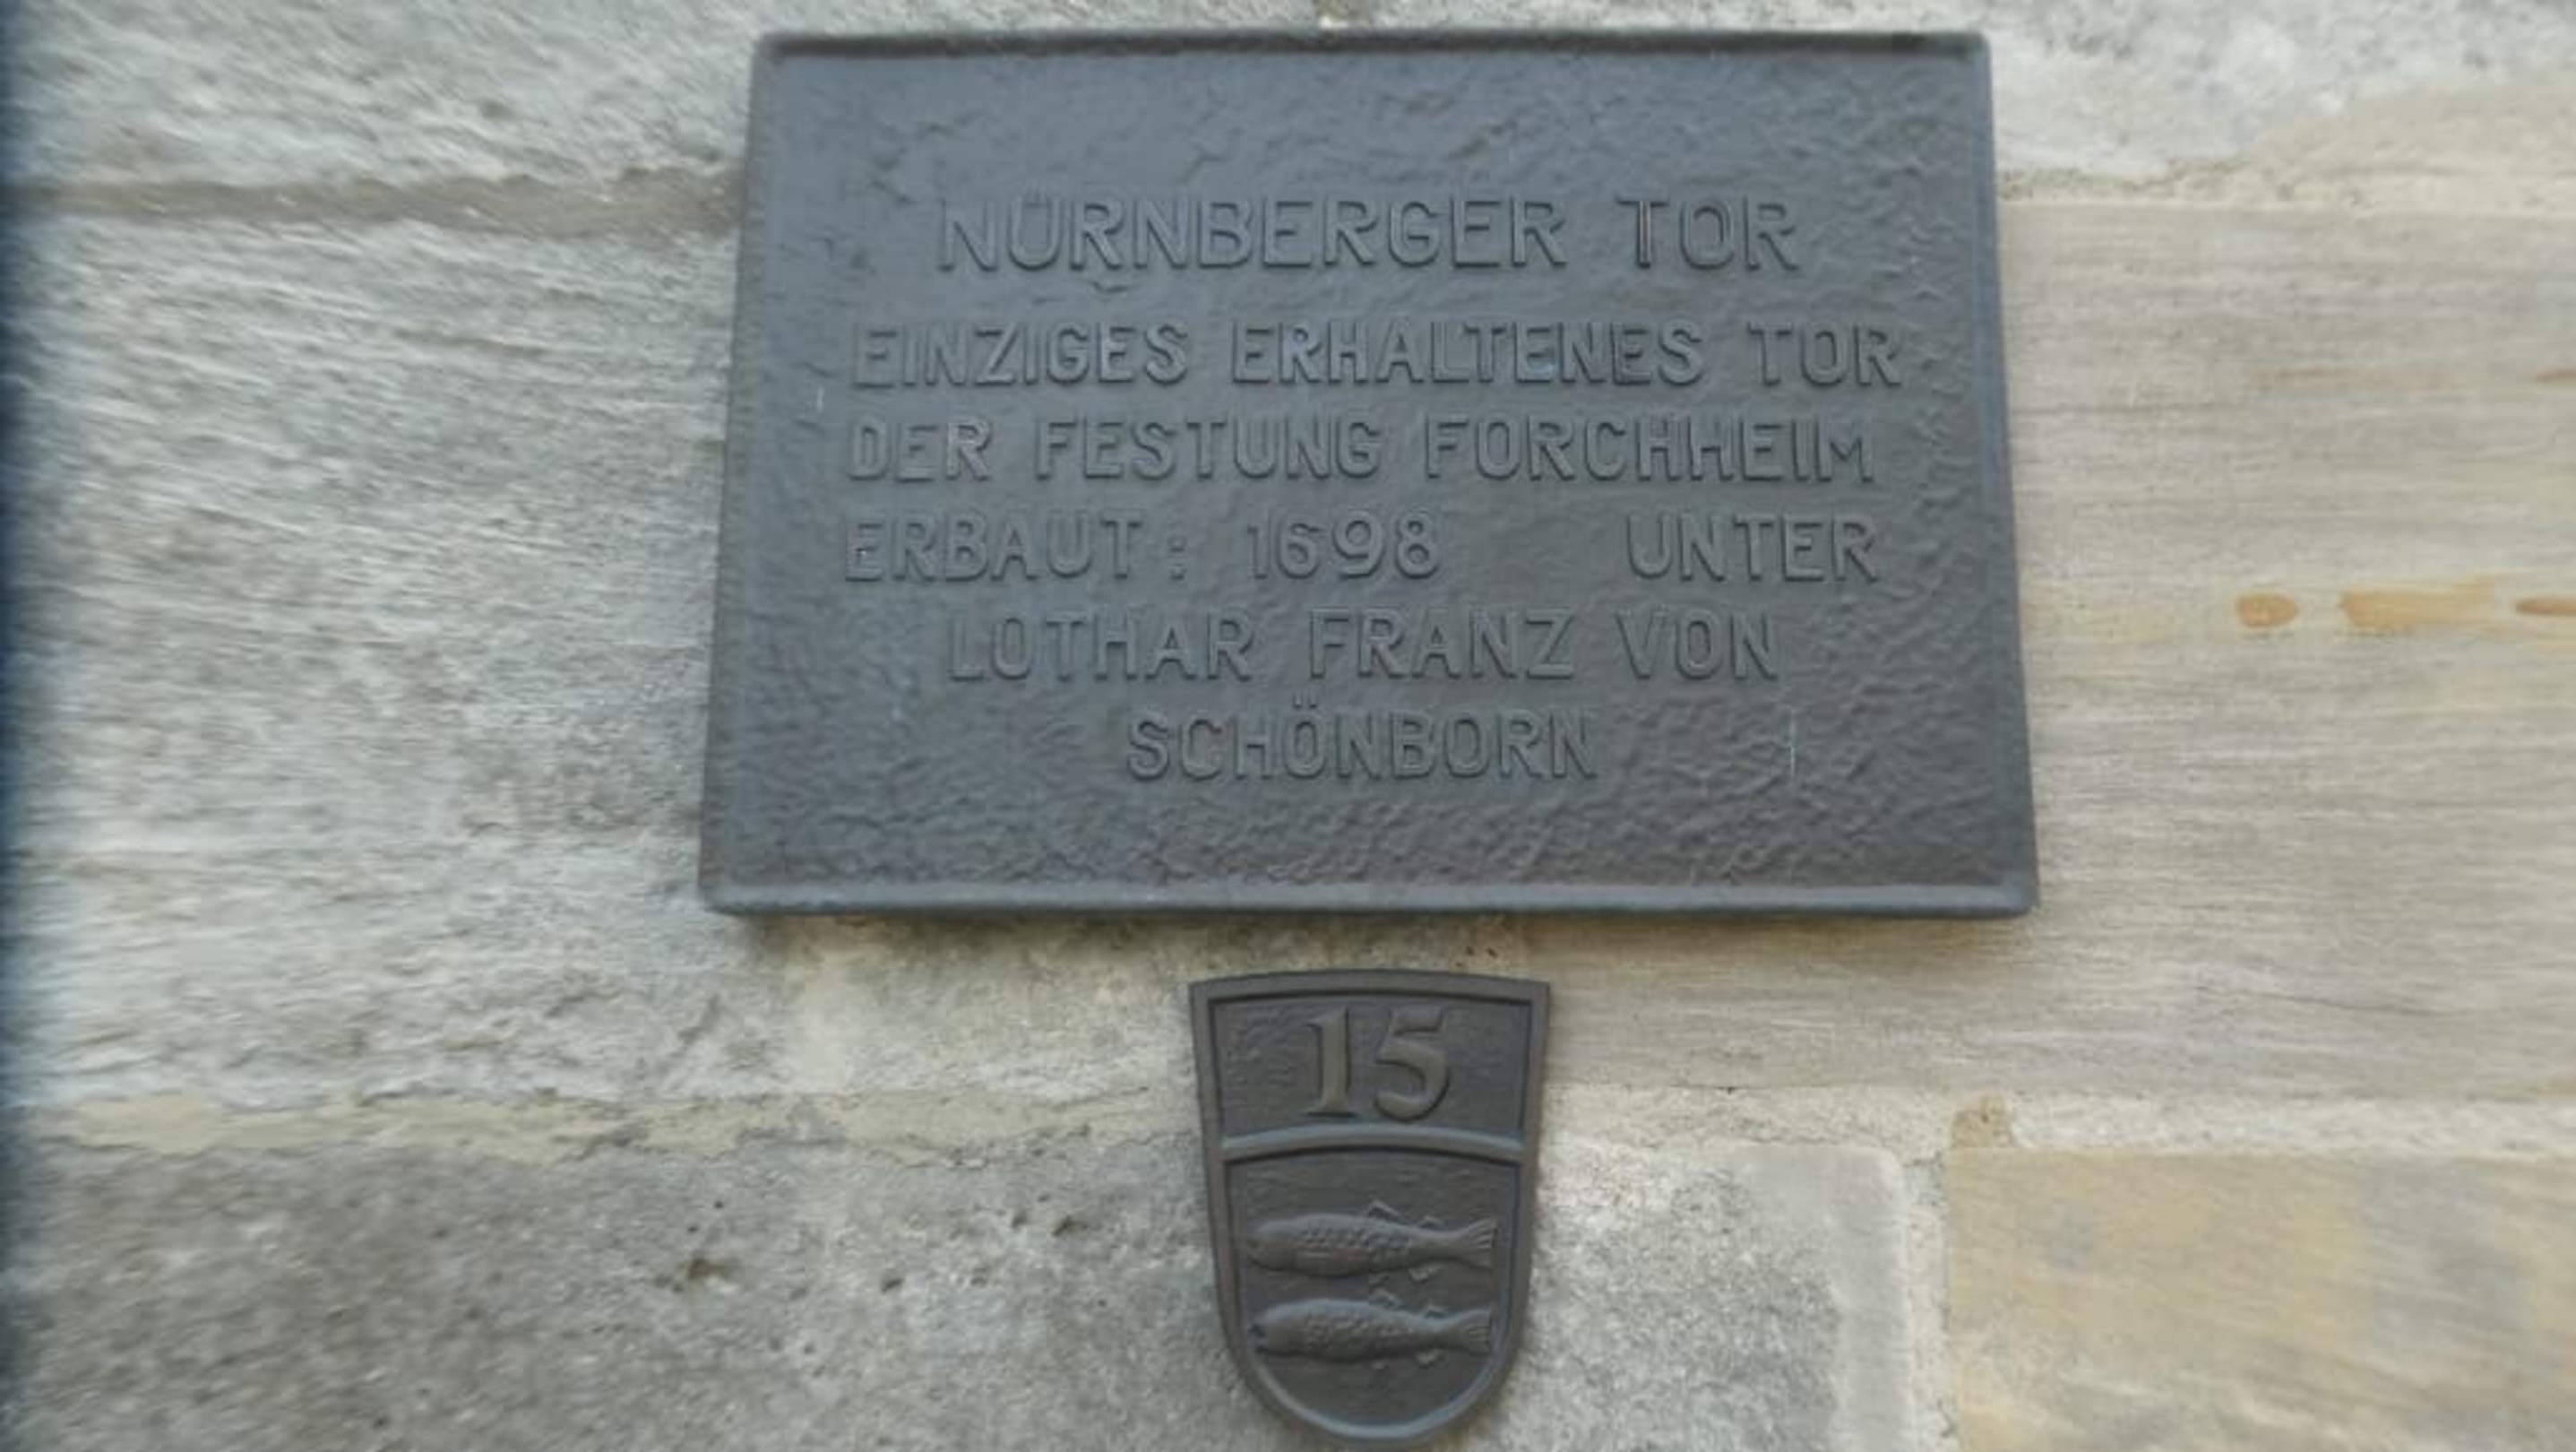 NÜRNBERGER TOR
EINZIGES ERHALTENES TOR
DER FESTUNG FORCHHEIM
ERBAUT: 1698 UNTER
LOTHAR FRANZ VON
SCHÖNBORN
15